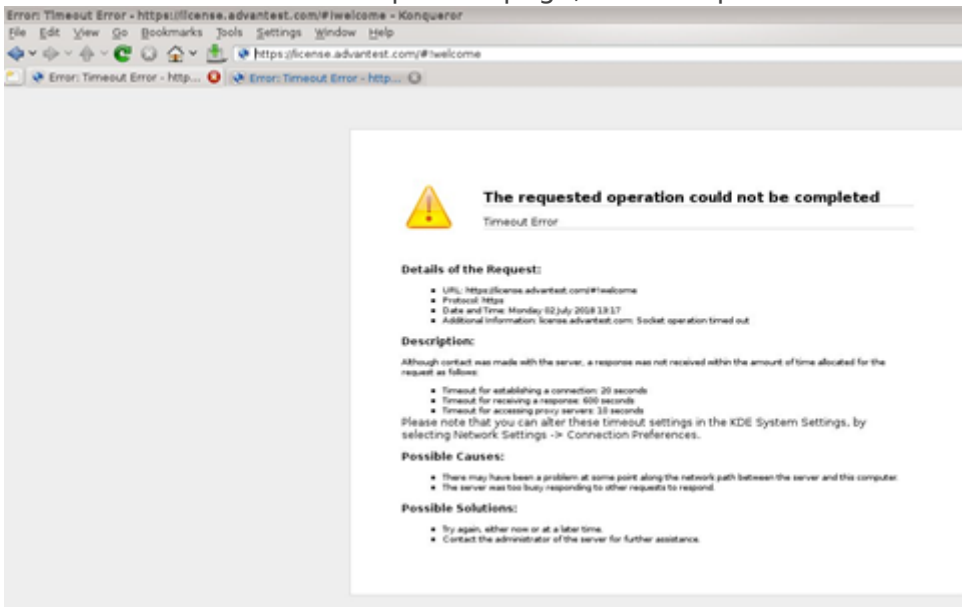 Error: Timeout Error - https://license.advantest.com/#!welcome - Konqueror
File Edit View Go Bookmarks Tools Settings Window Help
https://license.advantest.com/#!welcome
Error: Timeout Error - http... Error: Timeout Error - http...
The requested operation could not be completed
Timeout Error
Details of the Request:
URL: https://license.advantest.com/#!welcome
Protocol: https
Date and Time: Monday 02 July 2018 13:17
Additional Information: license.advantest.com: Socket operation timed out
Description:
Although contact was made with the server, a response was not received within the amount of time allocated for the
request as follows:
Timeout for establishing a connection: 20 seconds
Timeout for receiving a response: 600 seconds
Timeout for accessing proxy servers: 10 seconds
Please note that you can alter these timeout settings in the KDE System Settings, by
selecting Network Settings -> Connection Preferences.
Possible Causes:
There may have been a problem at some point along the network path between the server and this computer.
The server was too busy responding to other requests to respond.
Possible Solutions:
Try again, either now or at a later time.
Contact the administrator of the server for further assistance.